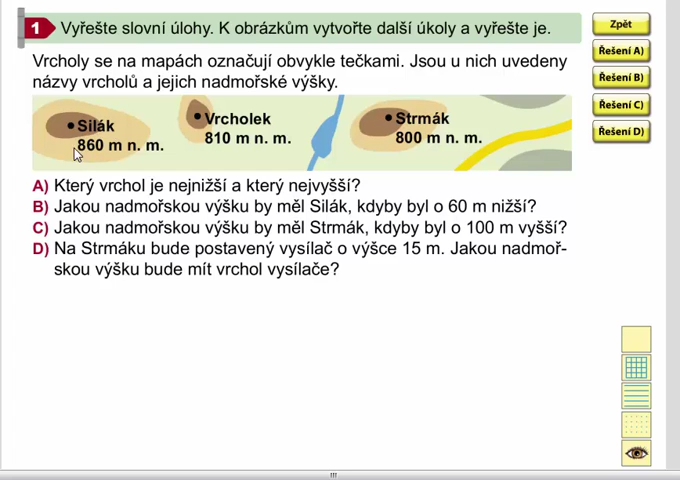 1 Vyřešte slovní úlohy. K obrázkům vytvořte další úkoly a vyřešte je.
Zpět
Řešení A)
Řešení B)
Řešení C)
Řešení D)
Vrcholy se na mapách označují obvykle tečkami. Jsou u nich uvedeny
názvy vrcholů a jejich nadmořské výšky.
Silák
860 m n. m.
Vrcholek
810 m n. m.
Strmák
800 m n. m.
A) Který vrchol je nejnižší a který nejvyšší?
B) Jakou nadmořskou výšku by měl Silák, kdyby byl o 60 m nižší?
C) Jakou nadmořskou výšku by měl Strmák, kdyby byl o 100 m vyšší?
D) Na Strmáku bude postavený vysílač o výšce 15 m. Jakou nadmoř-
skou výšku bude mít vrchol vysílače?